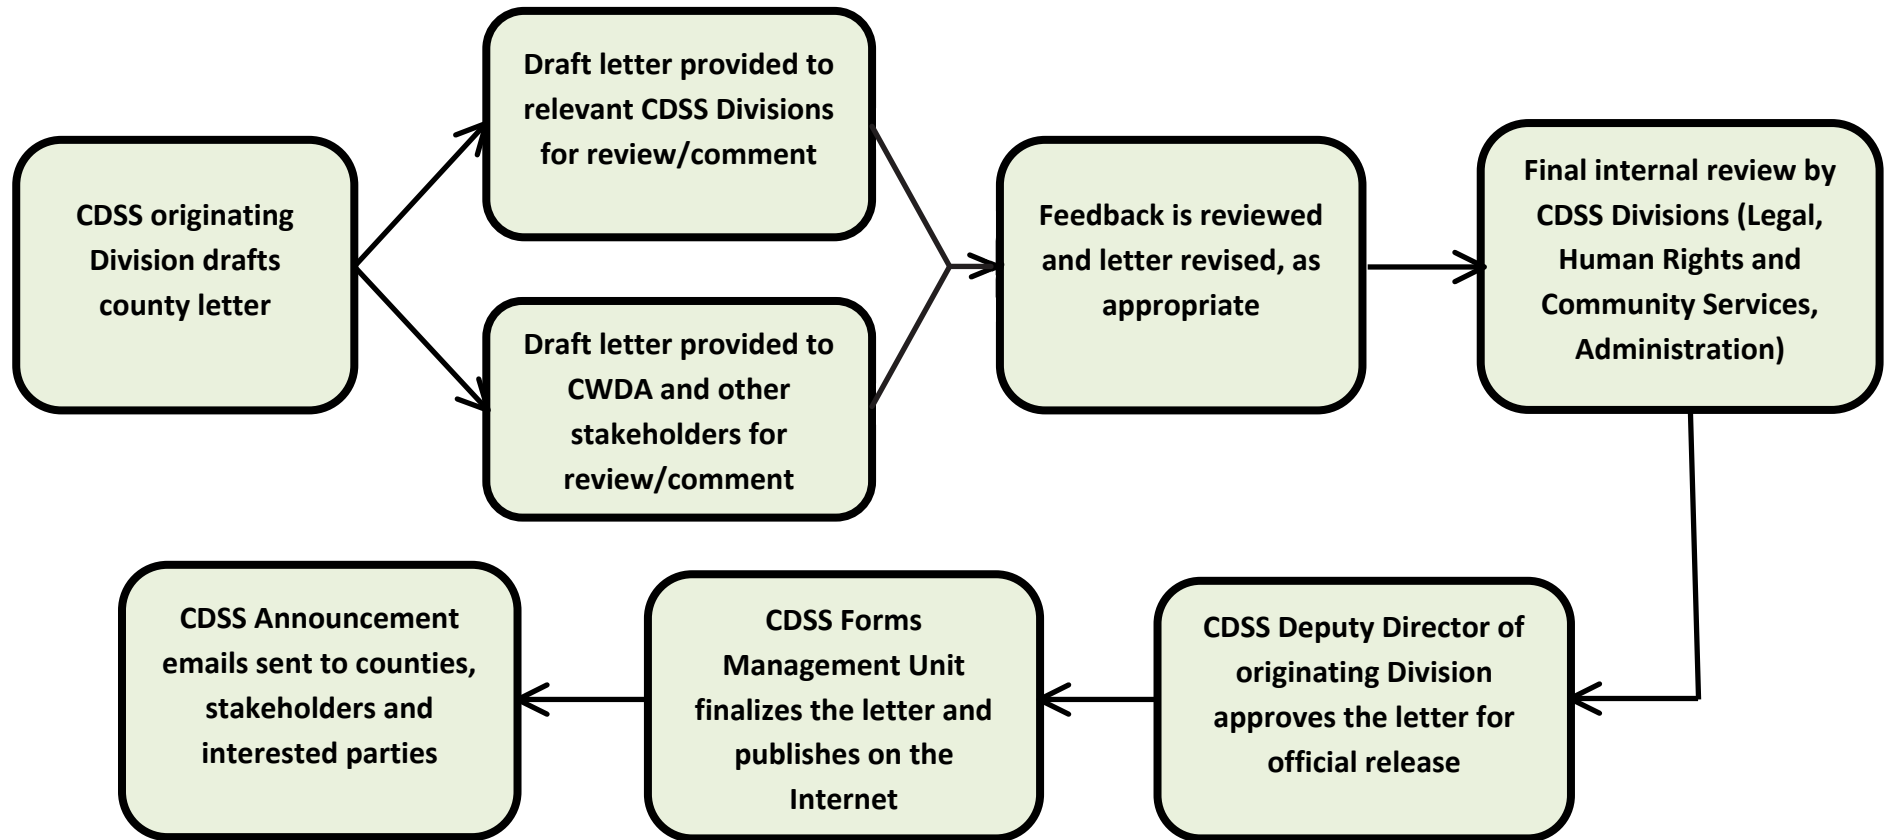 CDSS originating
Division drafts
county letter
Draft letter provided to
relevant CDSS Divisions
for review/comment
Draft letter provided to
CWDA and other
stakeholders for
review/comment
Feedback is reviewed
and letter revised, as
appropriate
Final internal review by
CDSS Divisions (Legal,
Human Rights and
Community Services,
Administration)
CDSS Deputy Director of
originating Division
approves the letter for
official release
CDSS Forms
Management Unit
finalizes the letter and
publishes on the
Internet
CDSS Announcement
emails sent to counties,
stakeholders and
interested parties